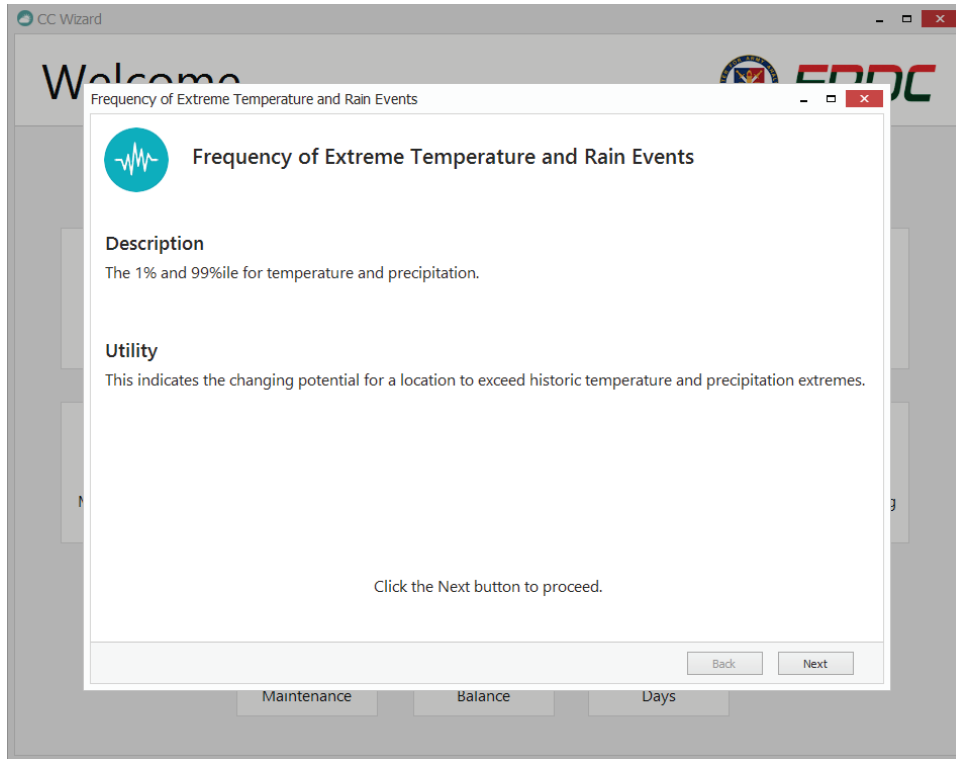 CC Wizard
Welcome
Frequency of Extreme Temperature and Rain Events
Frequency of Extreme Temperature and Rain Events
Description
The 1% and 99%ile for temperature and precipitation.
Utility
This indicates the changing potential for a location to exceed historic temperature and precipitation extremes.
Click the Next button to proceed.
Back
Next
Maintenance
Balance
Days